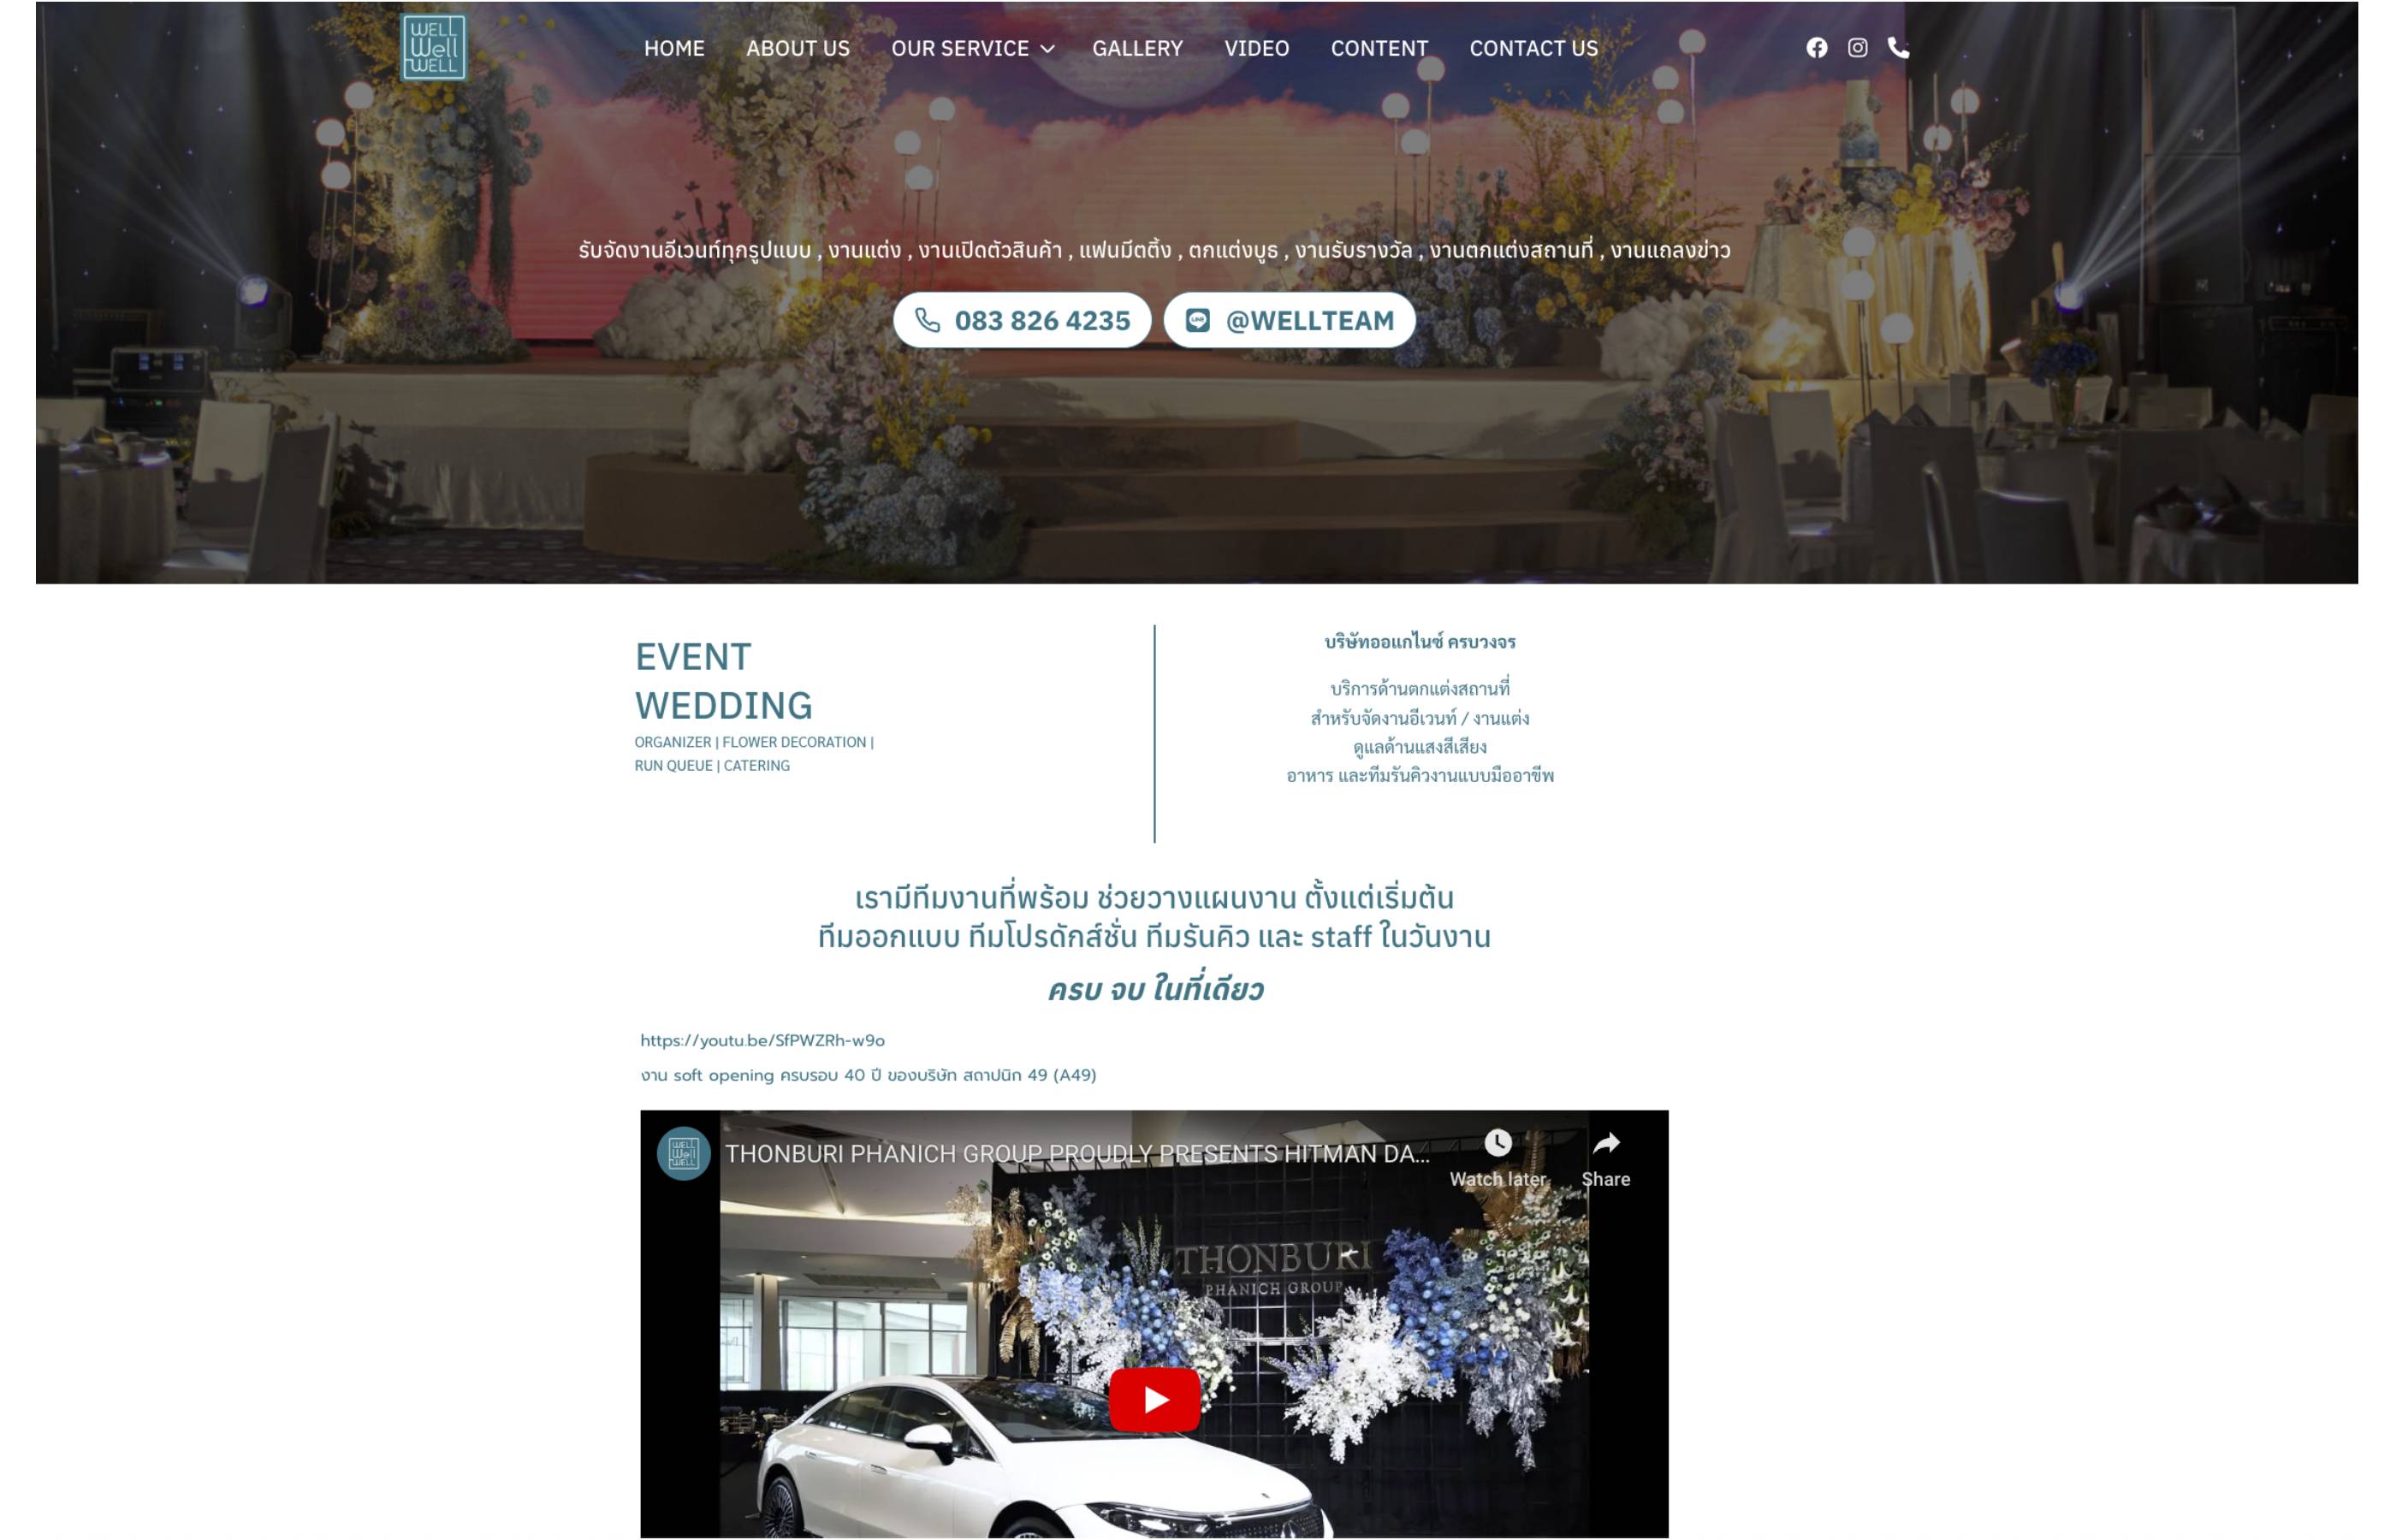 WELL
Well
WELL
HOME ABOUT US OUR SERVICE GALLERY VIDEO CONTENT CONTACT US
รับจัดงานอีเวนท์ทุกรูปแบบ , งานแต่ง , งานเปิดตัวสินค้า , แฟนมีตติ้ง , ตกแต่งบูธ , งานรับรางวัล , งานตกแต่งสถานที่ , งานแถลงข่าว
083 826 4235 LINE @WELLTEAM
EVENT
WEDDING
ORGANIZER | FLOWER DECORATION |
RUN QUEUE | CATERING
บริษัทออแกไนซ์ ครบวงจร
บริการด้านตกแต่งสถานที่
สำหรับจัดงานอีเวนท์ / งานแต่ง
ดูแลด้านแสงสีเสียง
อาหาร และทีมรันคิวงานแบบมืออาชีพ
เรามีทีมงานที่พร้อม ช่วยวางแผนงาน ตั้งแต่เริ่มต้น
ทีมออกแบบ ทีมโปรดักส์ชั่น ทีมรันคิว และ staff ในวันงาน
ครบ จบ ในที่เดียว
https://youtu.be/SfPWZRh-w9o
งาน soft opening ครบรอบ 40 ปี ของบริษัท สถาปนิก 49 (A49)
WELL
Well
WELL
THONBURI PHANICH GROUP PROUDLY PRESENTS HITMAN DA...
Watch later Share
THONBURI
PHANICH GROUP